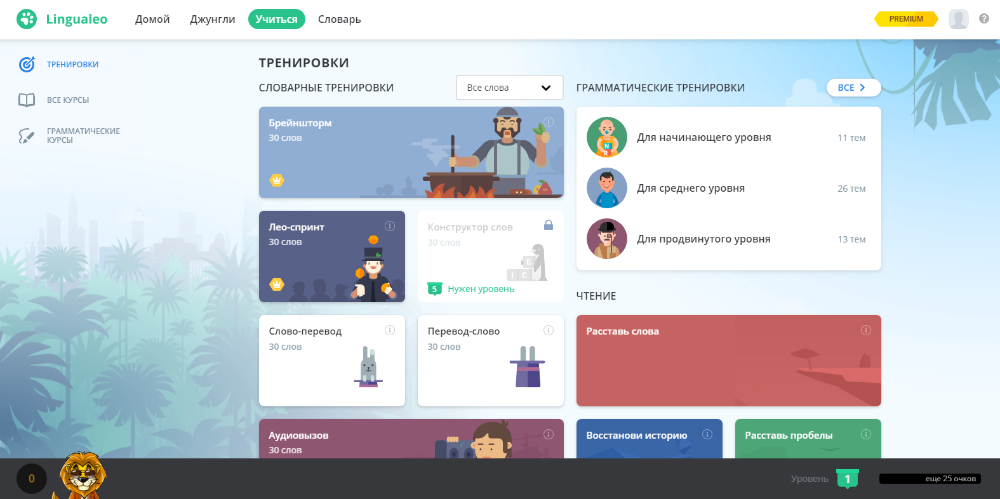 Lingualeo
Домой
Джунгли
Учиться
Словарь
PREMIUM
?
ТРЕНИРОВКИ
ВСЕ КУРСЫ
ГРАММАТИЧЕСКИЕ
КУРСЫ
ТРЕНИРОВКИ
СЛОВАРНЫЕ ТРЕНИРОВКИ
Все слова
Брейншторм
30 слов
Лео-спринт
30 слов
Конструктор слов
30 слов
E
I C
5 Нужен уровень
Слово-перевод
30 слов
Перевод-слово
30 слов
Аудиовызов
30 слов
ГРАММАТИЧЕСКИЕ ТРЕНИРОВКИ
ВСЕ
N
R
Для начинающего уровня
11 тем
Для среднего уровня
26 тем
Для продвинутого уровня
13 тем
ЧТЕНИЕ
Расставь слова
Восстанови историю
Расставь пробелы
0
Уровень
1
еще 25 очков